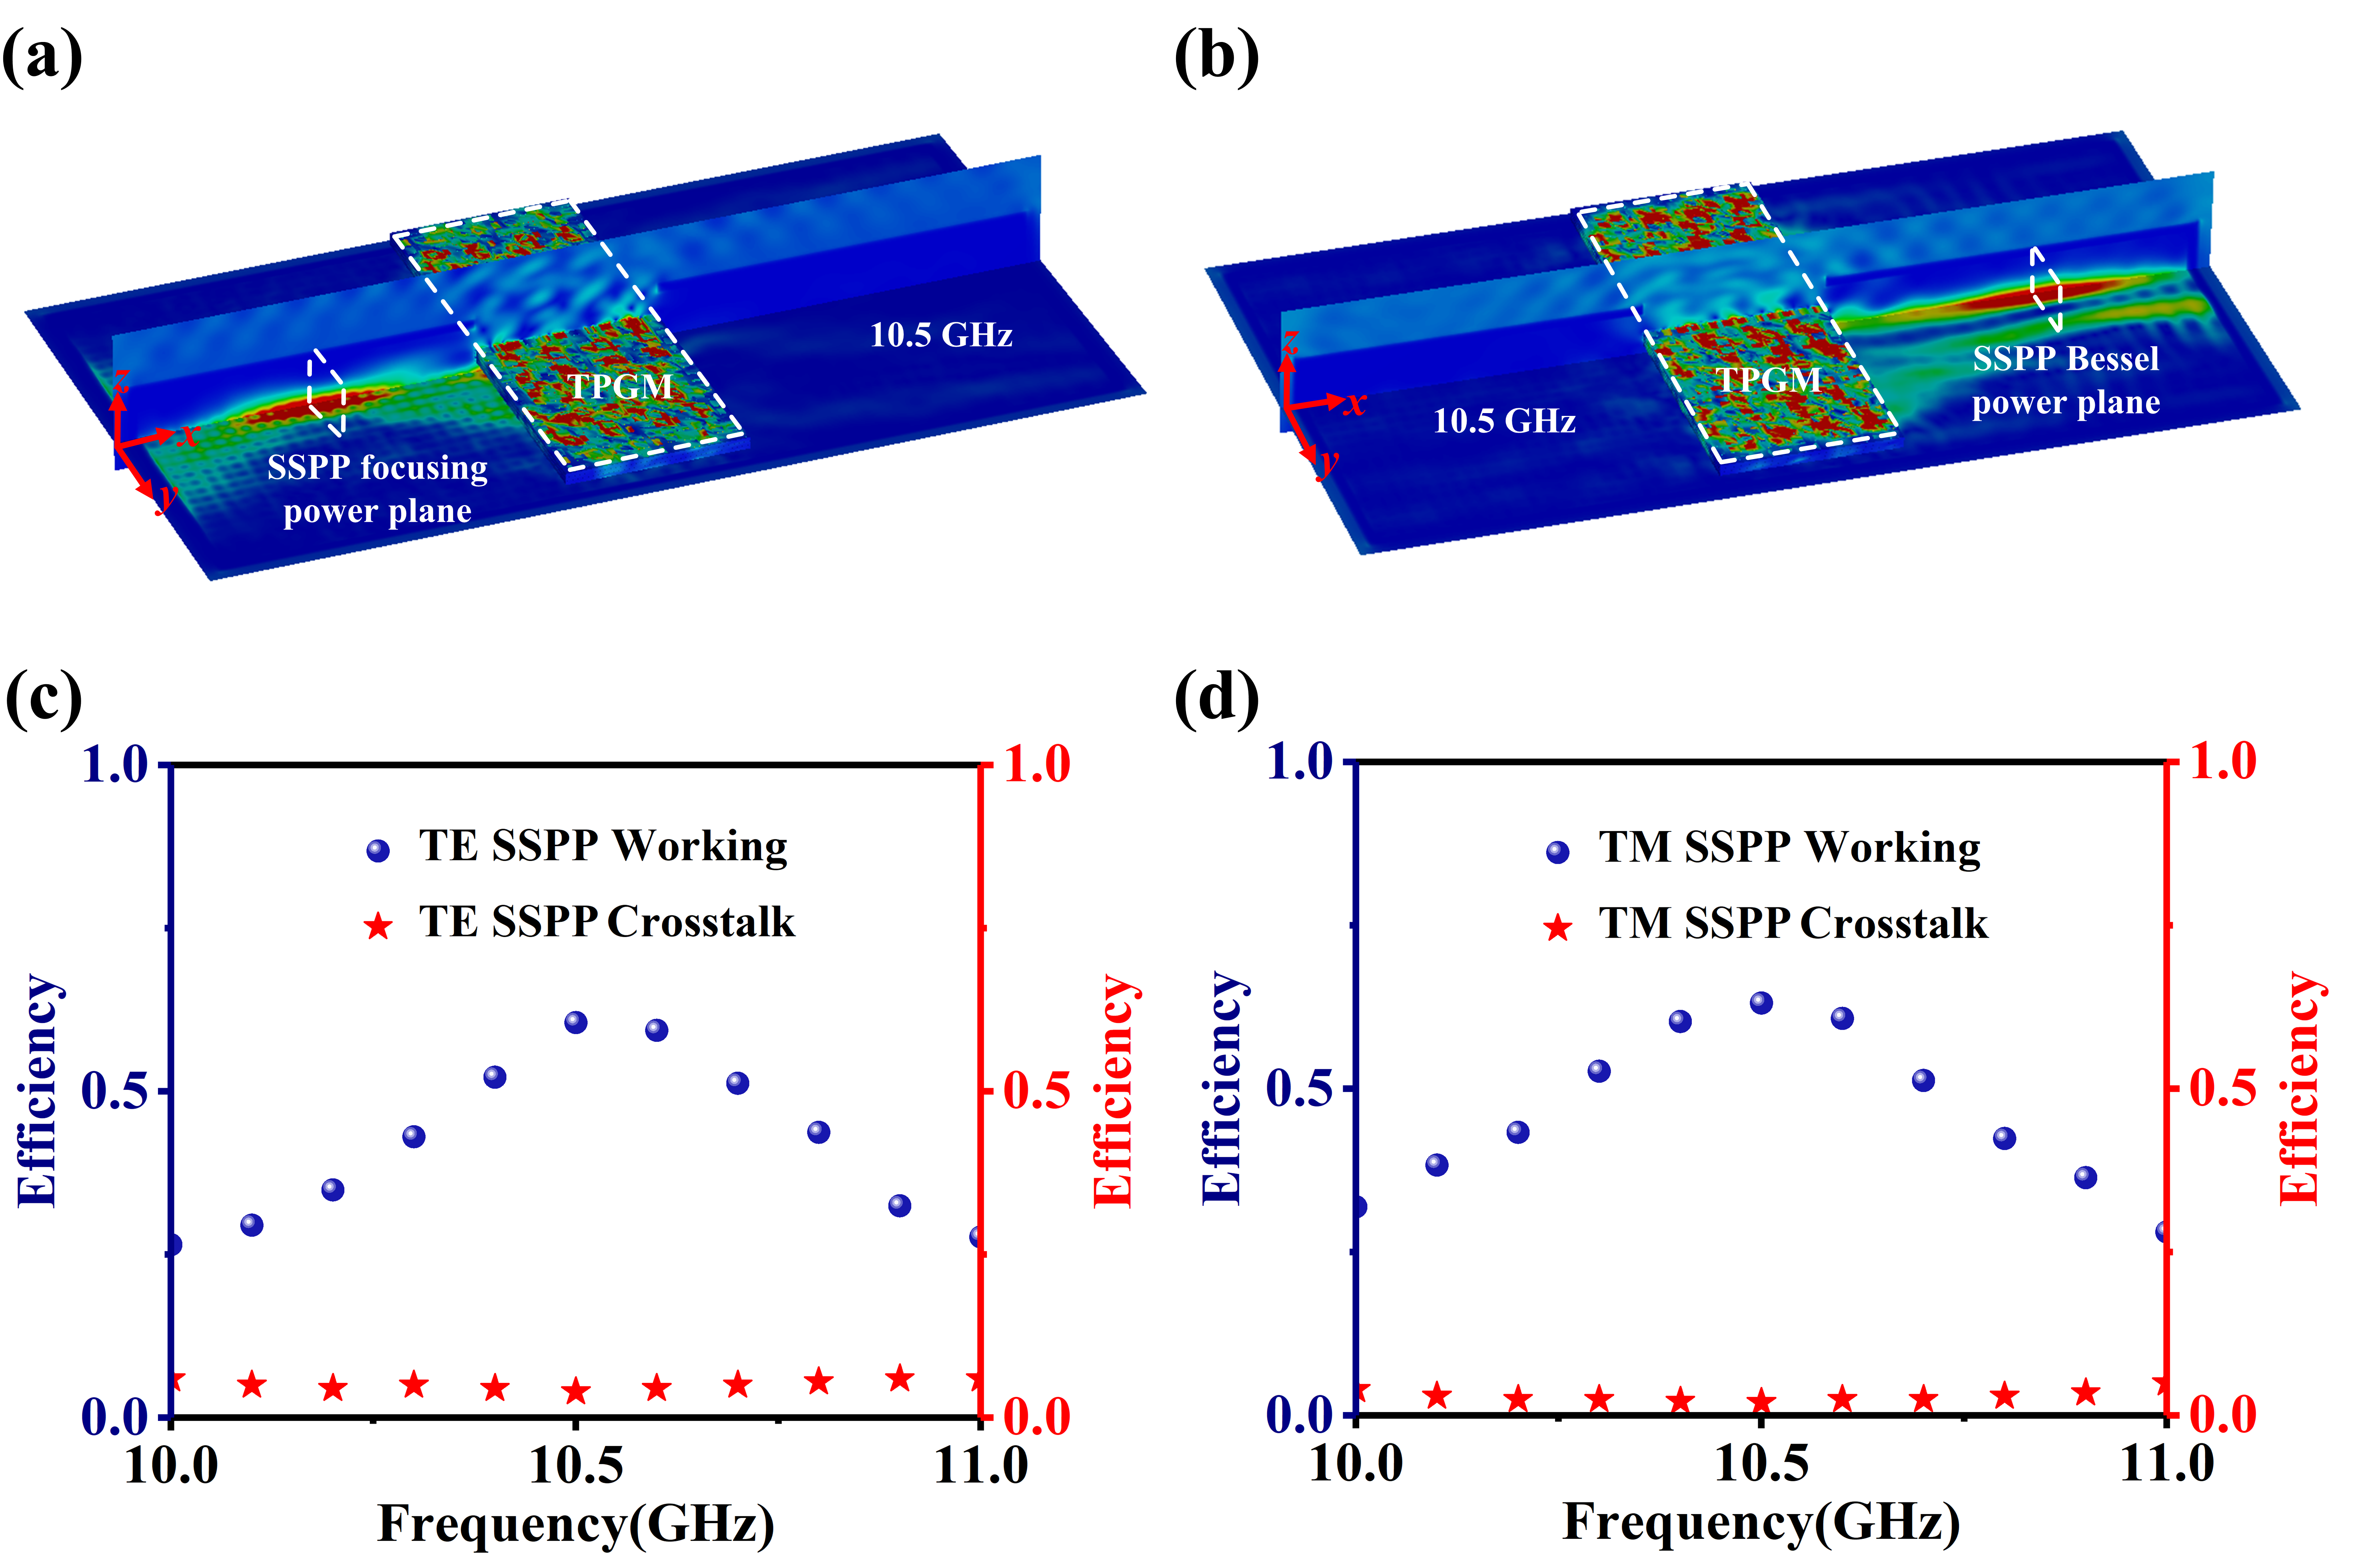 (a)
(b)
z
x
y
TPGM
10.5 GHz
SSPP focusing
power plane
z
x
y
TPGM
10.5 GHz
SSPP Bessel
power plane
(c)
1.0
0.5
0.0
Efficiency
TE SSPP Working
TE SSPP Crosstalk
1.0
0.5
0.0
Efficiency
10.0
10.5
11.0
Frequency(GHz)
(d)
1.0
0.5
0.0
Efficiency
TM SSPP Working
TM SSPP Crosstalk
1.0
0.5
0.0
Efficiency
10.0
10.5
11.0
Frequency(GHz)